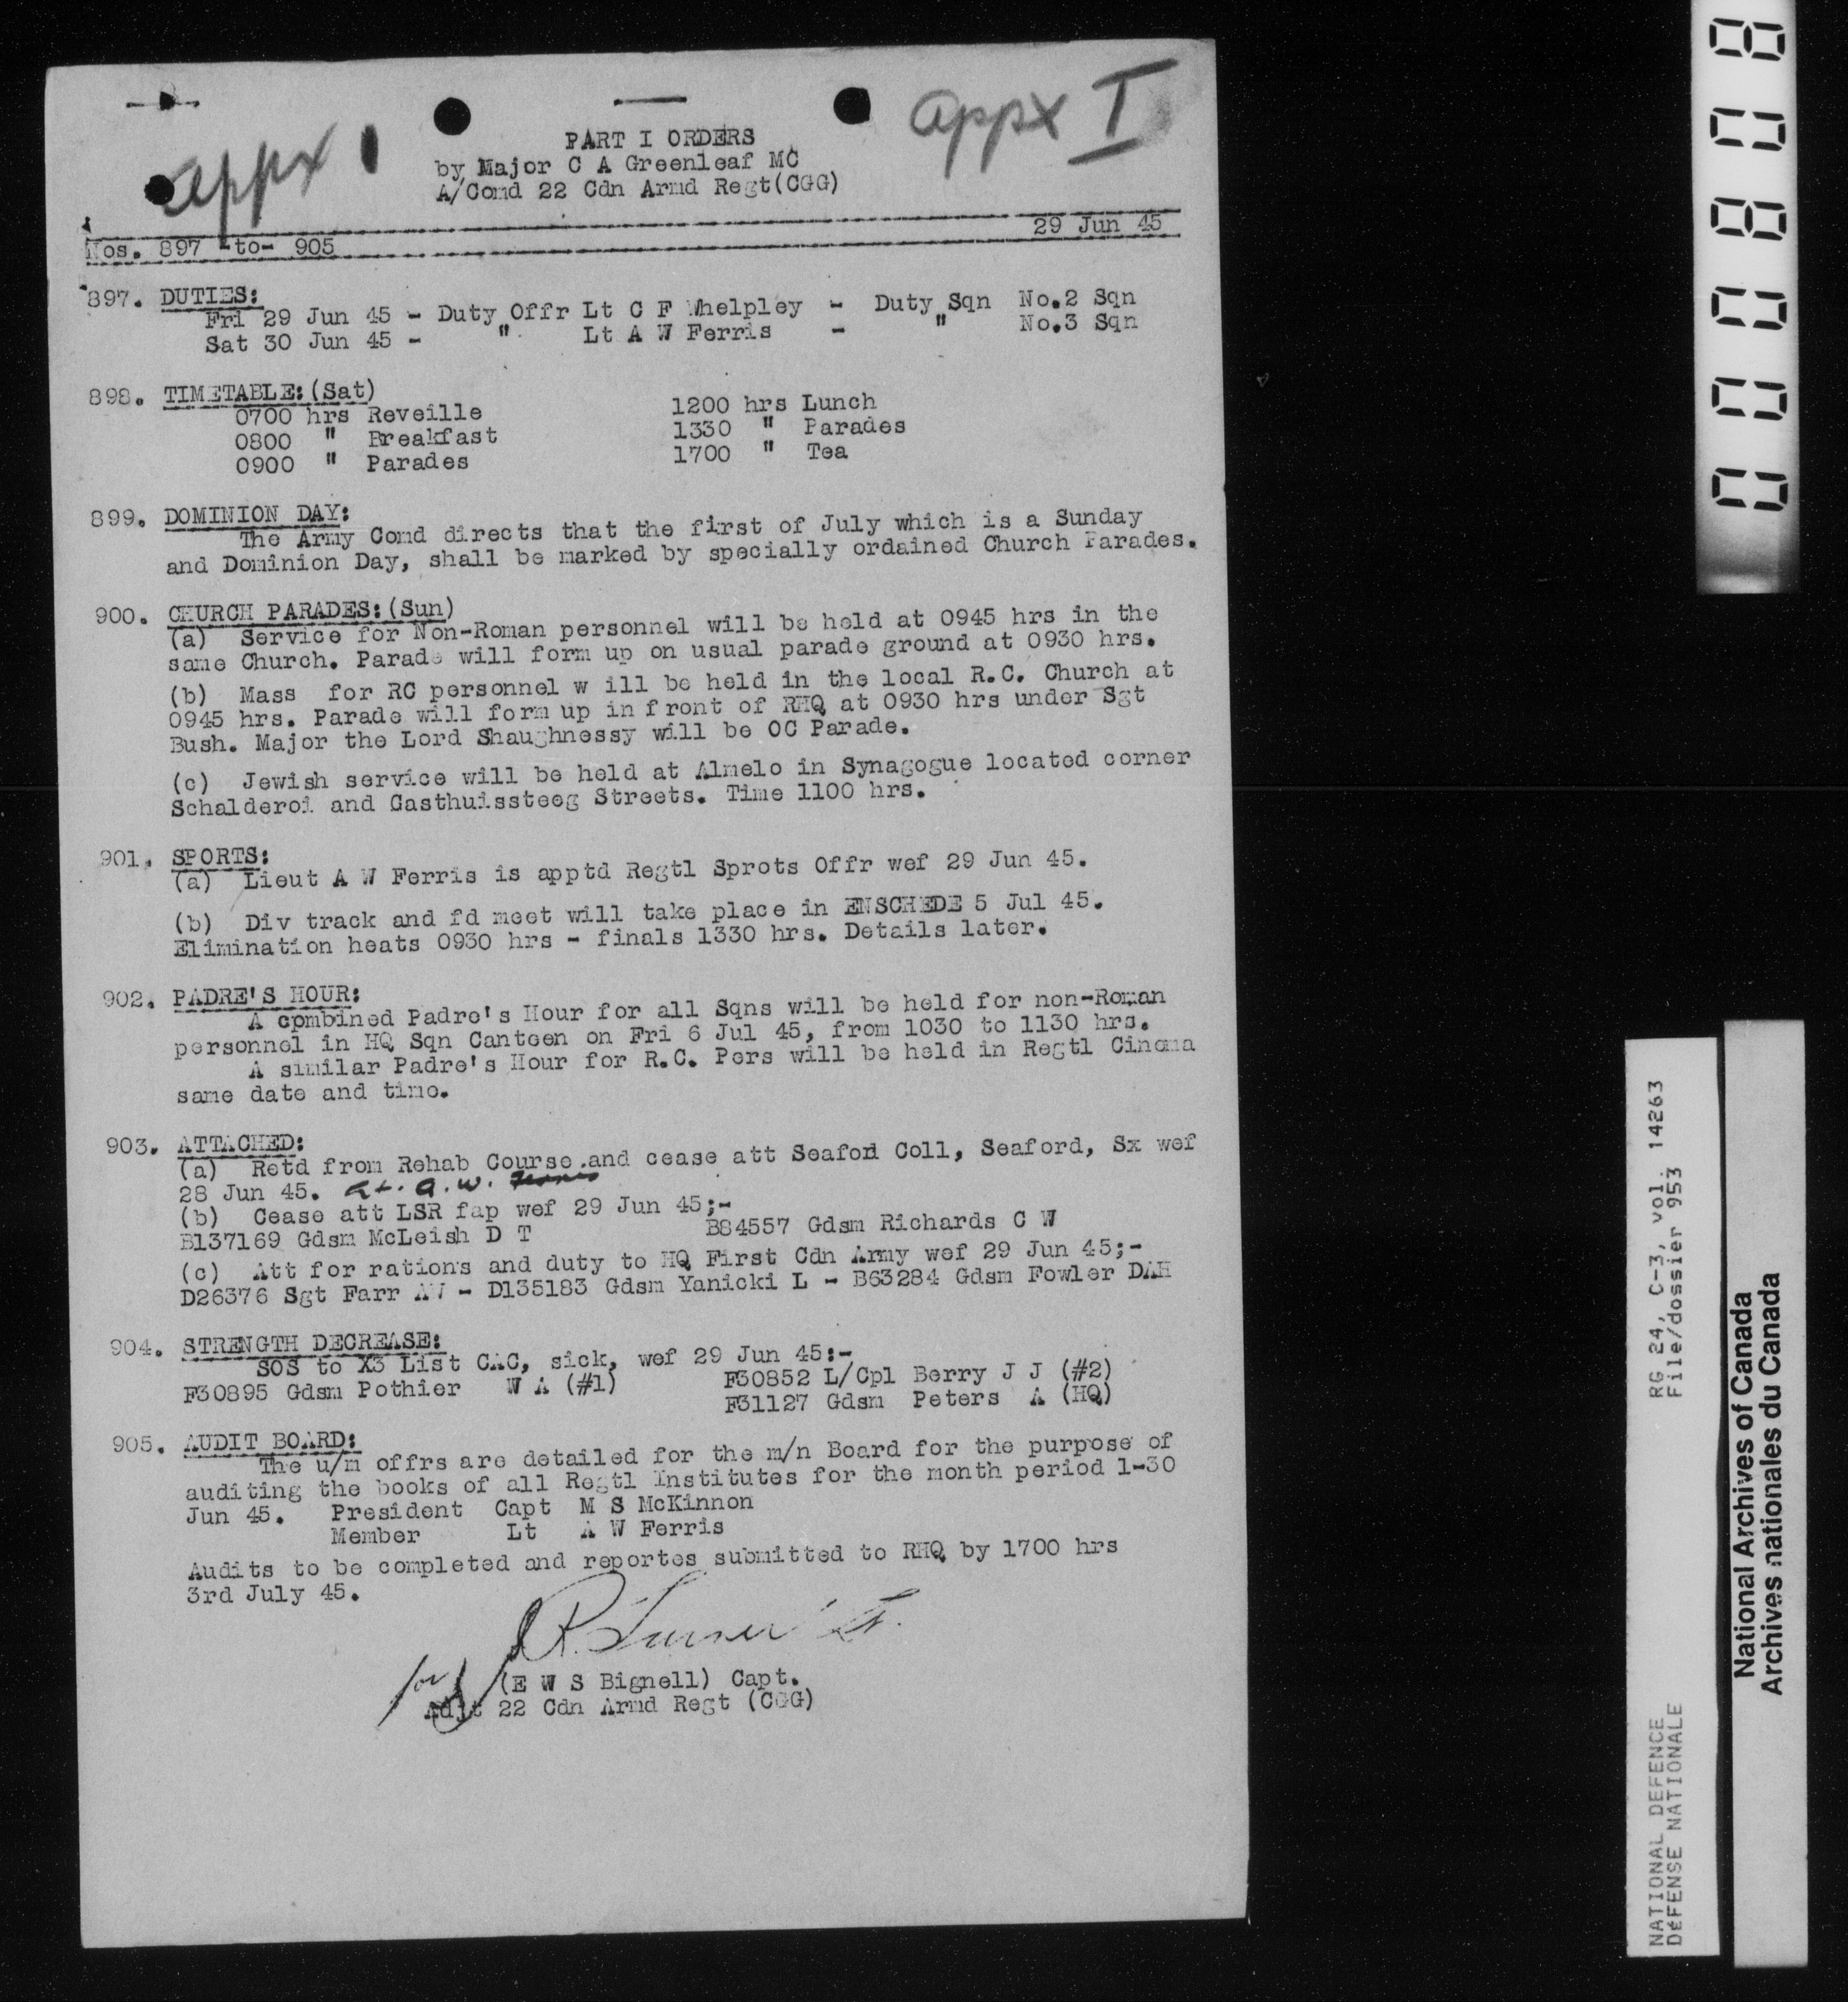 appx I
appx I
PART I ORDERS
by Major C A Greenleaf MC
A/Comd 22 Cdn Armd Regt(CGG)
29 Jun 45
Nos. 897 -to- 905
897. DUTIES:
Fri 29 Jun 45 - Duty Offr Lt C F Whelpley - Duty Sqn No.2 Sqn
Sat 30 Jun 45 - " Lt A W Ferris - " No.3 Sqn
898. TIMETABLE:(Sat)
0700 hrs Reveille 1200 hrs Lunch
0800 " Breakfast 1330 " Parades
0900 " Parades 1700 " Tea
899. DOMINION DAY:
The Army Comd directs that the first of July which is a Sunday
and Dominion Day, shall be marked by specially ordained Church Parades.
900. CHURCH PARADES:(Sun)
(a) Service for Non-Roman personnel will be held at 0945 hrs in the
same Church. Parade will form up on usual parade ground at 0930 hrs.
(b) Mass for RC personnel w ill be held in the local R.C. Church at
0945 hrs. Parade will form up in front of RHQ at 0930 hrs under Sgt
Bush. Major the Lord Shaughnessy will be OC Parade.
(c) Jewish service will be held at Almelo in Synagogue located corner
Schalderoi and Gasthuissteeg Streets. Time 1100 hrs.
901. SPORTS:
(a) Lieut A W Ferris is apptd Regtl Sprots Offr wef 29 Jun 45.
(b) Div track and fd meet will take place in ENSCHEDE 5 Jul 45.
Elimination heats 0930 hrs - finals 1330 hrs. Details later.
902. PADRE'S HOUR:
A combined Padre's Hour for all Sqns will be held for non-Roman
personnel in HQ Sqn Canteen on Fri 6 Jul 45, from 1030 to 1130 hrs.
A similar Padre's Hour for R.C. Pers will be held in Regtl Cinema
same date and time.
903. ATTACHED:
(a) Retd from Rehab Course.and cease att Seaford Coll, Seaford, Sx wef
28 Jun 45. Lt. A.W. Ferris
(b) Cease att LSR fap wef 29 Jun 45;-
B137169 Gdsm McLeish D T B84557 Gdsm Richards C W
(c) Att for rations and duty to HQ First Cdn Army wef 29 Jun 45;-
D26376 Sgt Farr AW - D135183 Gdsm Yanicki L - B63284 Gdsm Fowler DAH
904. STRENGTH DECREASE:
SOS to X3 List CAC, sick, wef 29 Jun 45:-
F30895 Gdsm Pothier W A (#1) F30852 L/Cpl Berry J J (#2)
F31127 Gdsm Peters A (HQ)
905. AUDIT BOARD:
The u/m offrs are detailed for the m/n Board for the purpose of
auditing the books of all Regtl Institutes for the month period 1-30
Jun 45. President Capt M S McKinnon
Member Lt A W Ferris
Audits to be completed and reportes submitted to RHQ by 1700 hrs
3rd July 45.
for (E W S Bignell) Capt.
Adjt 22 Cdn Armd Regt (CGG)
RG 24, C-3, vol. 14263
File/dossier 953
NATIONAL DEFENCE
DÉFENSE NATIONALE
National Archives of Canada
Archives nationales du Canada